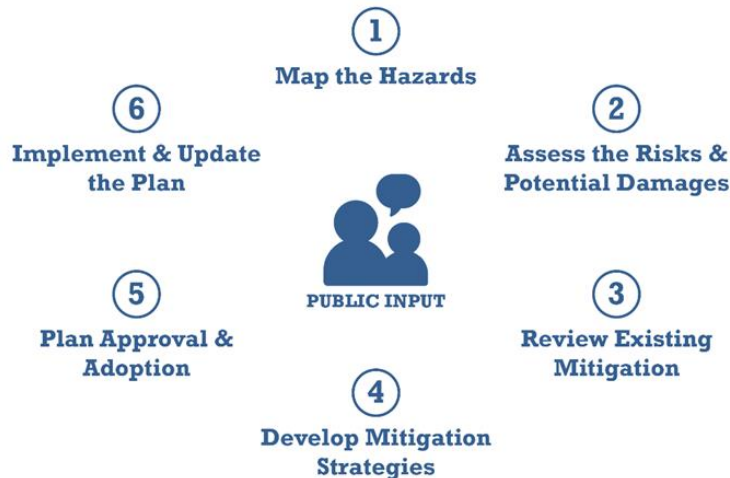 1
Map the Hazards
2
Assess the Risks &
Potential Damages
3
Review Existing
Mitigation
4
Develop Mitigation
Strategies
5
Plan Approval &
Adoption
6
Implement & Update
the Plan
PUBLIC INPUT